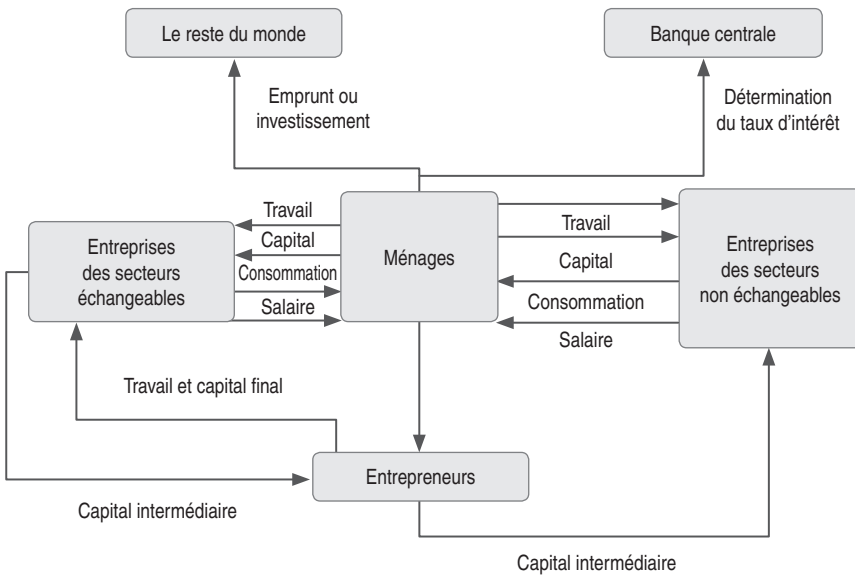 Le reste du monde
Banque centrale
Emprunt ou
investissement
Détermination
du taux d'intérêt
Entreprises
des secteurs
échangeables
Travail
Capital
Consommation
Salaire
Ménages
Travail
Capital
Consommation
Salaire
Entreprises
des secteurs
non échangeables
Travail et capital final
Entrepreneurs
Capital intermédiaire
Capital intermédiaire